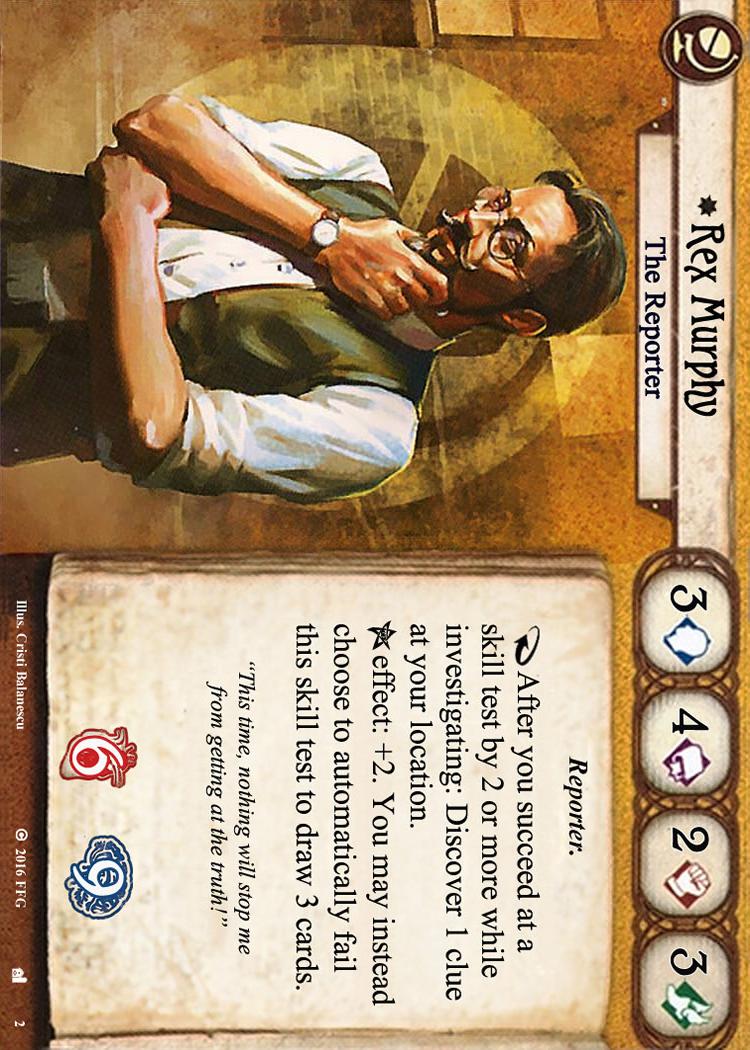 Rex Murphy
The Reporter
3 4 2 3
Reporter.
After you succeed at a
skill test by 2 or more while
investigating: Discover 1 clue
at your location.
effect: +2. You may instead
choose to automatically fail
this skill test to draw 3 cards.
“This time, nothing will stop me
from getting at the truth!”
6 9
Illus. Cristi Balanescu
© 2016 FFG
2